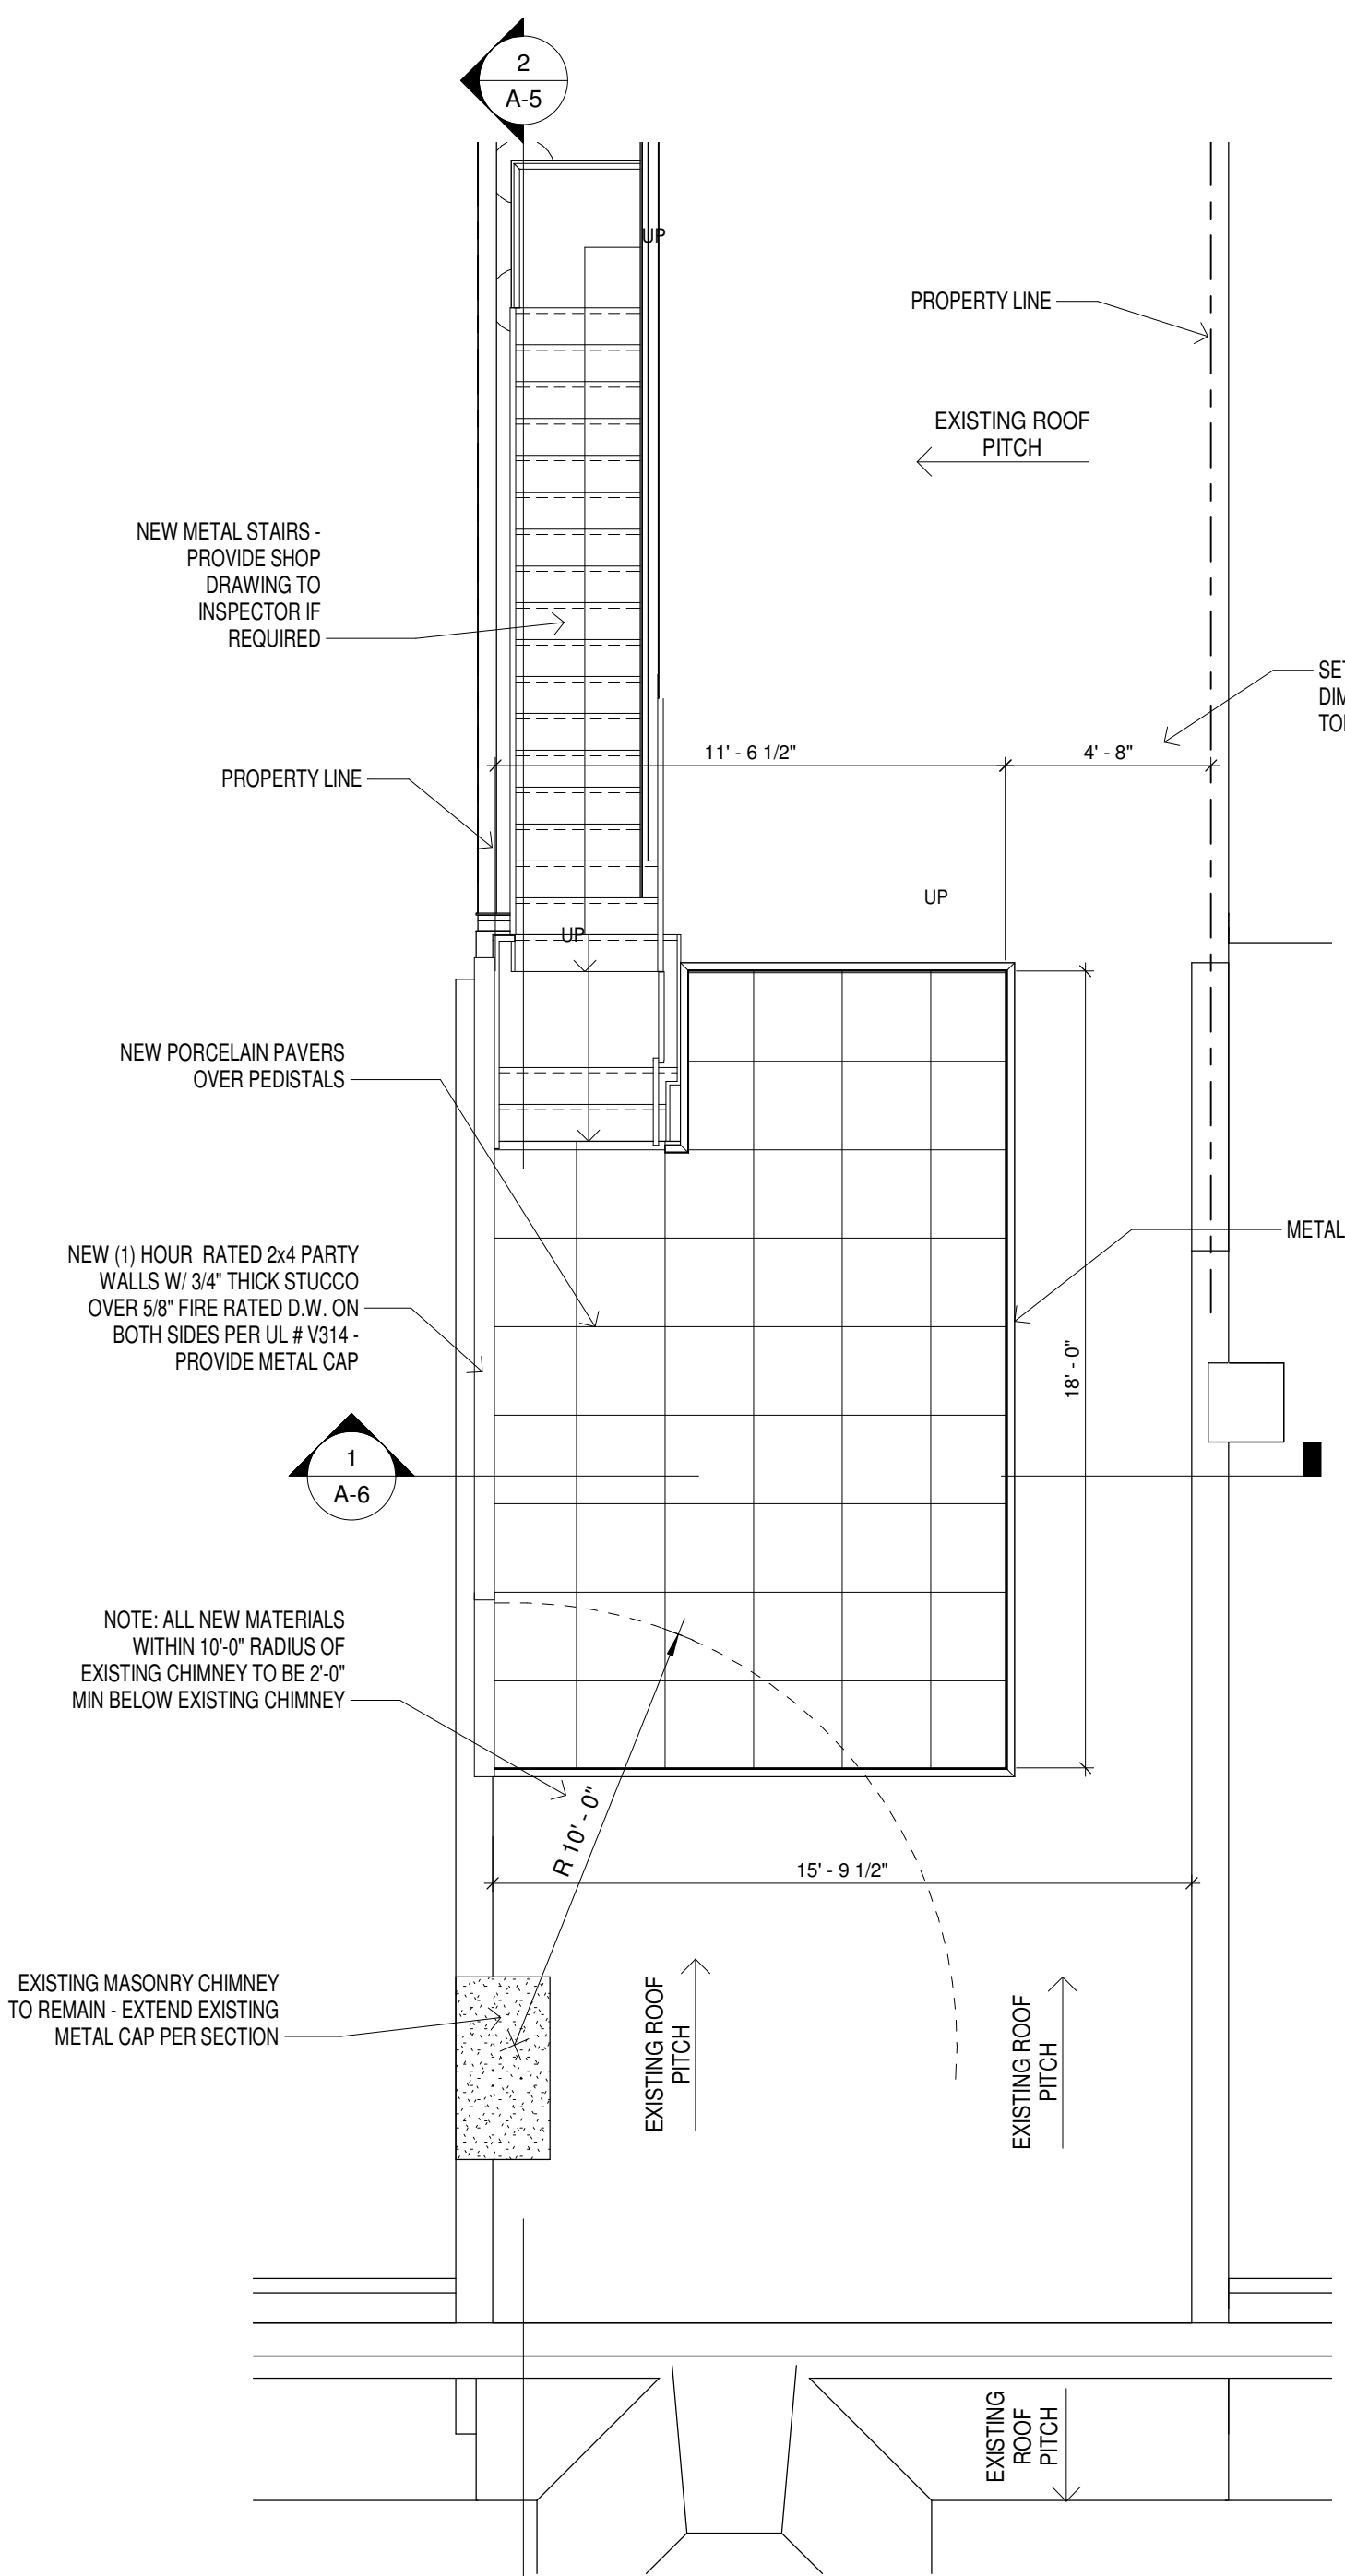 2
A-5
UP
PROPERTY LINE
EXISTING ROOF
PITCH
NEW METAL STAIRS -
PROVIDE SHOP
DRAWING TO
INSPECTOR IF
REQUIRED
11' - 6 1/2"
4' - 8"
PROPERTY LINE
UP
UP
NEW PORCELAIN PAVERS
OVER PEDISTALS
METAL
NEW (1) HOUR RATED 2x4 PARTY
WALLS W/ 3/4" THICK STUCCO
OVER 5/8" FIRE RATED D.W. ON
BOTH SIDES PER UL # V314 -
PROVIDE METAL CAP
18' - 0"
1
A-6
NOTE: ALL NEW MATERIALS
WITHIN 10'-0" RADIUS OF
EXISTING CHIMNEY TO BE 2'-0"
MIN BELOW EXISTING CHIMNEY
R 10' - 0"
15' - 9 1/2"
EXISTING MASONRY CHIMNEY
TO REMAIN - EXTEND EXISTING
METAL CAP PER SECTION
EXISTING ROOF
PITCH
EXISTING ROOF
PITCH
EXISTING
ROOF
PITCH